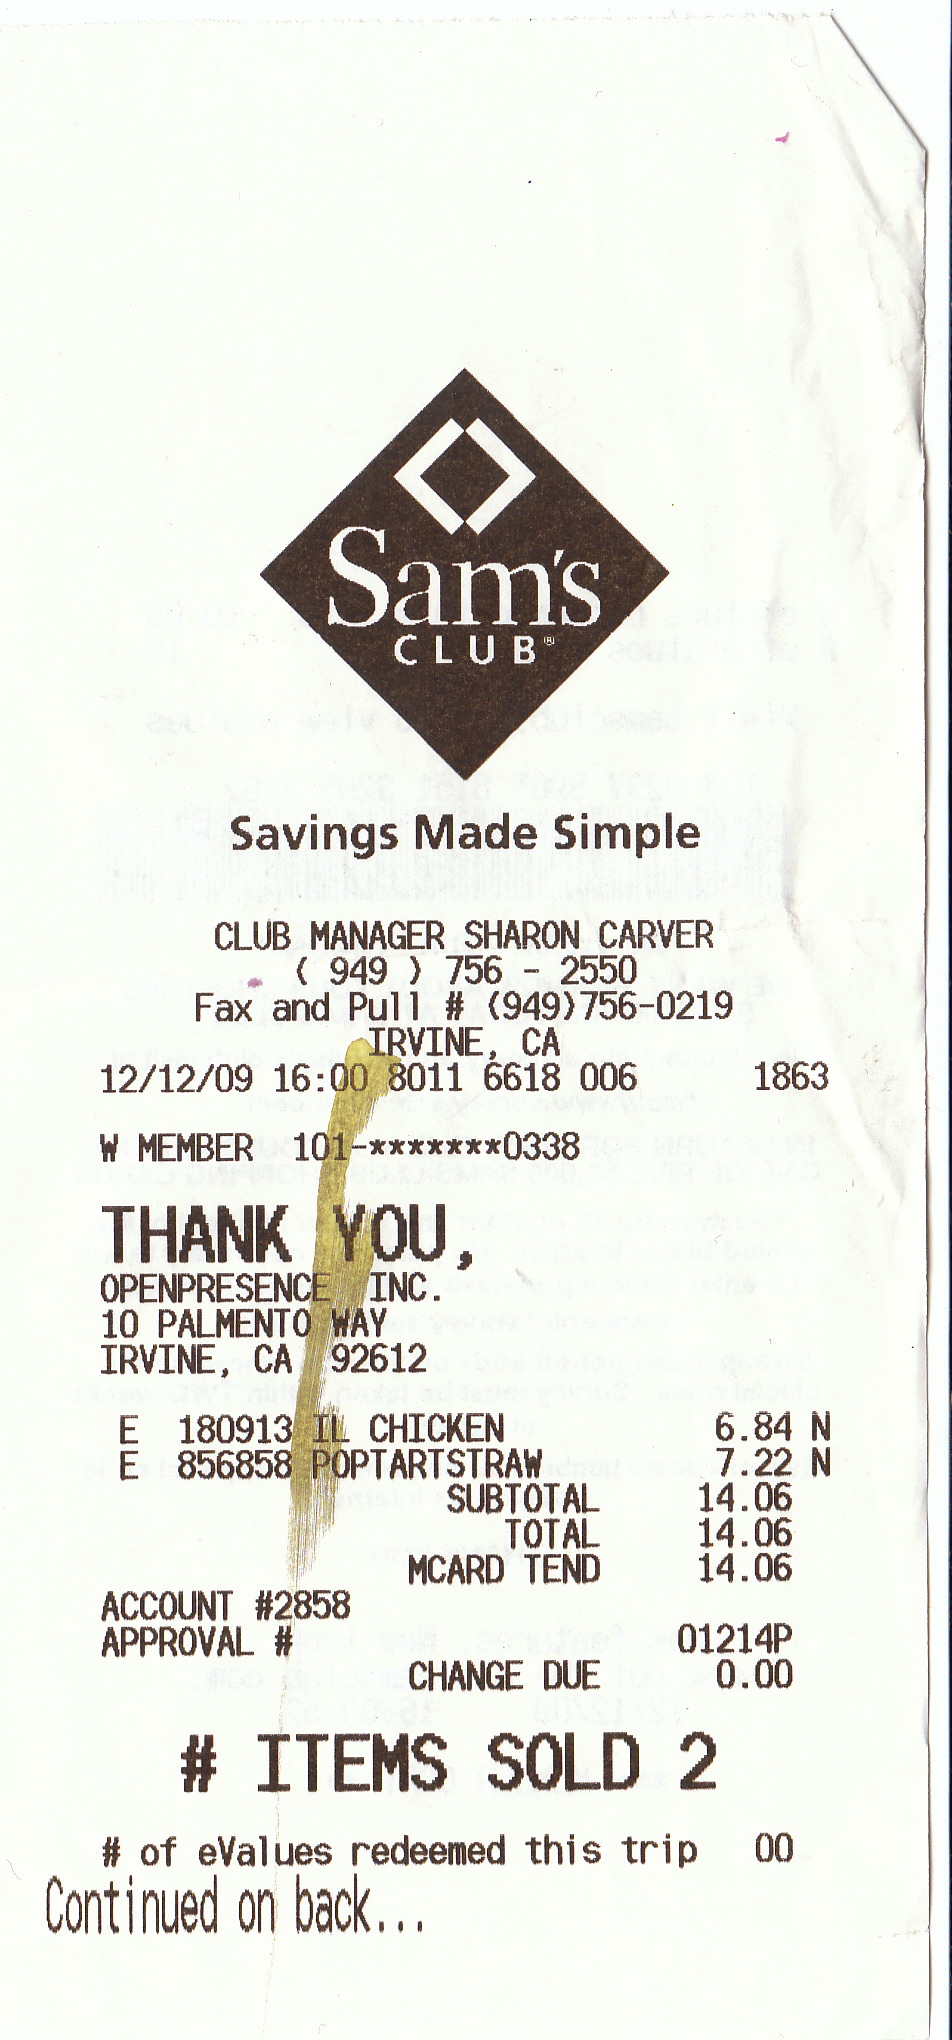 Sam's
CLUB®
Savings Made Simple
CLUB MANAGER SHARON CARVER
( 949 ) 756 - 2550
Fax and Pull # (949)756-0219
IRVINE, CA
12/12/09 16:00 8011 6618 006 1863
W MEMBER 101-*******0338
THANK YOU,
OPENPRESENCE INC.
10 PALMENTO WAY
IRVINE, CA 92612
E 180913 IL CHICKEN 6.84 N
E 856858 POPTARTSTRAW 7.22 N
SUBTOTAL 14.06
TOTAL 14.06
MCARD TEND 14.06
ACCOUNT #2858
APPROVAL # 01214P
CHANGE DUE 0.00
# ITEMS SOLD 2
# of eValues redeemed this trip 00
Continued on back...